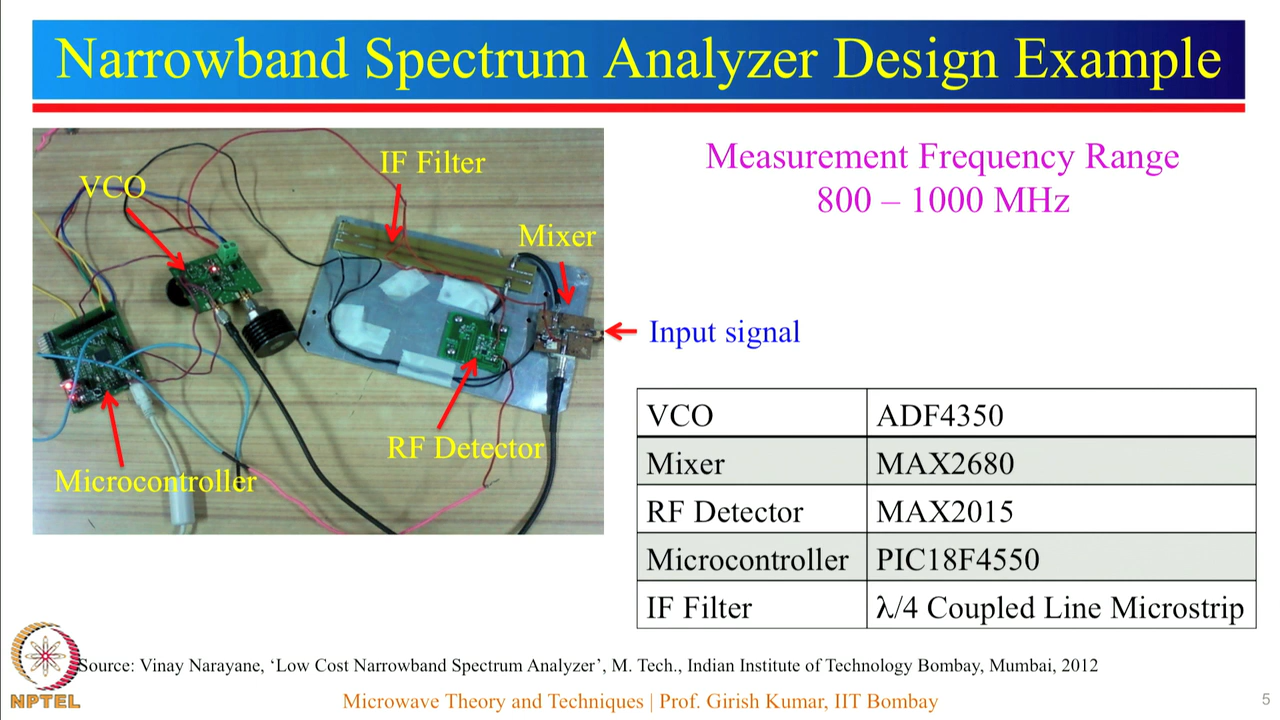 Narrowband Spectrum Analyzer Design Example
IF Filter
VCO
Mixer
RF Detector
Microcontroller
Measurement Frequency Range
800 – 1000 MHz
Input signal
VCO ADF4350
Mixer MAX2680
RF Detector MAX2015
Microcontroller PIC18F4550
IF Filter λ/4 Coupled Line Microstrip
Source: Vinay Narayane, ‘Low Cost Narrowband Spectrum Analyzer’, M. Tech., Indian Institute of Technology Bombay, Mumbai, 2012
NPTEL
Microwave Theory and Techniques | Prof. Girish Kumar, IIT Bombay
5